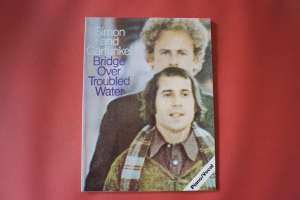 Simon
and
Garfunkel
Bridge
Over
Troubled
Water
Piano/Vocal